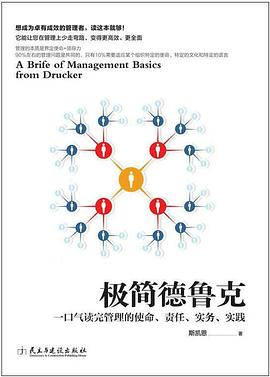 想成为卓有成效的管理者，读这本就够！
它能让您在管理上少走弯路、变得更高效、更全面
管理的本质是界定使命+领导力
90%左右的管理问题是共同的，只有10%需要适应某个组织特定的使命、特定的文化和特定的语言
A Brife of Management Basics
from Drucker
极简德鲁克
一口气读完管理的使命、责任、实务、实践
斯凯恩 著
民主与建设出版社